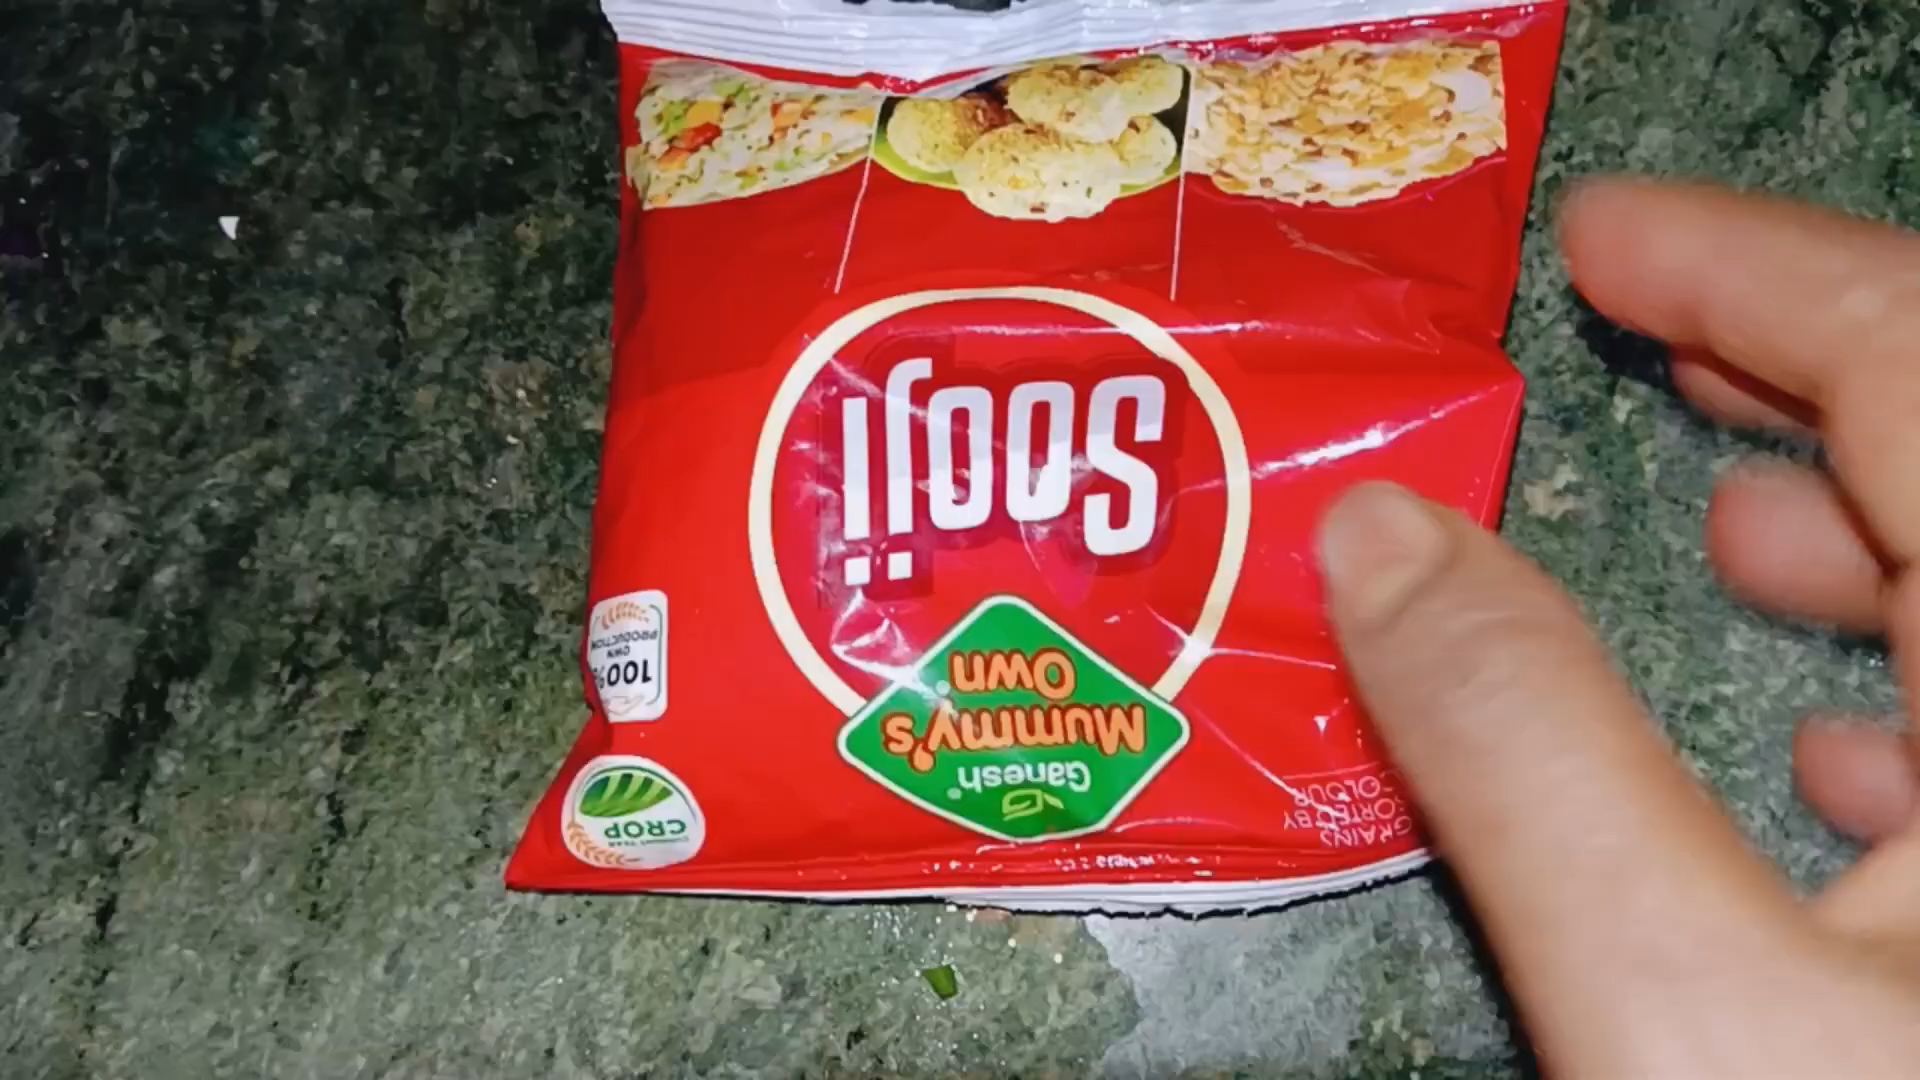 Ganesh®
Mummy's
Own®
Sooji
GRAINS
SORTED BY
COLOUR
CROP
100%
OWN
PRODUCTION